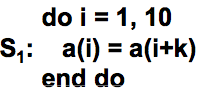 do i = 1, 10
S1: a(i) = a(i+k)
end do